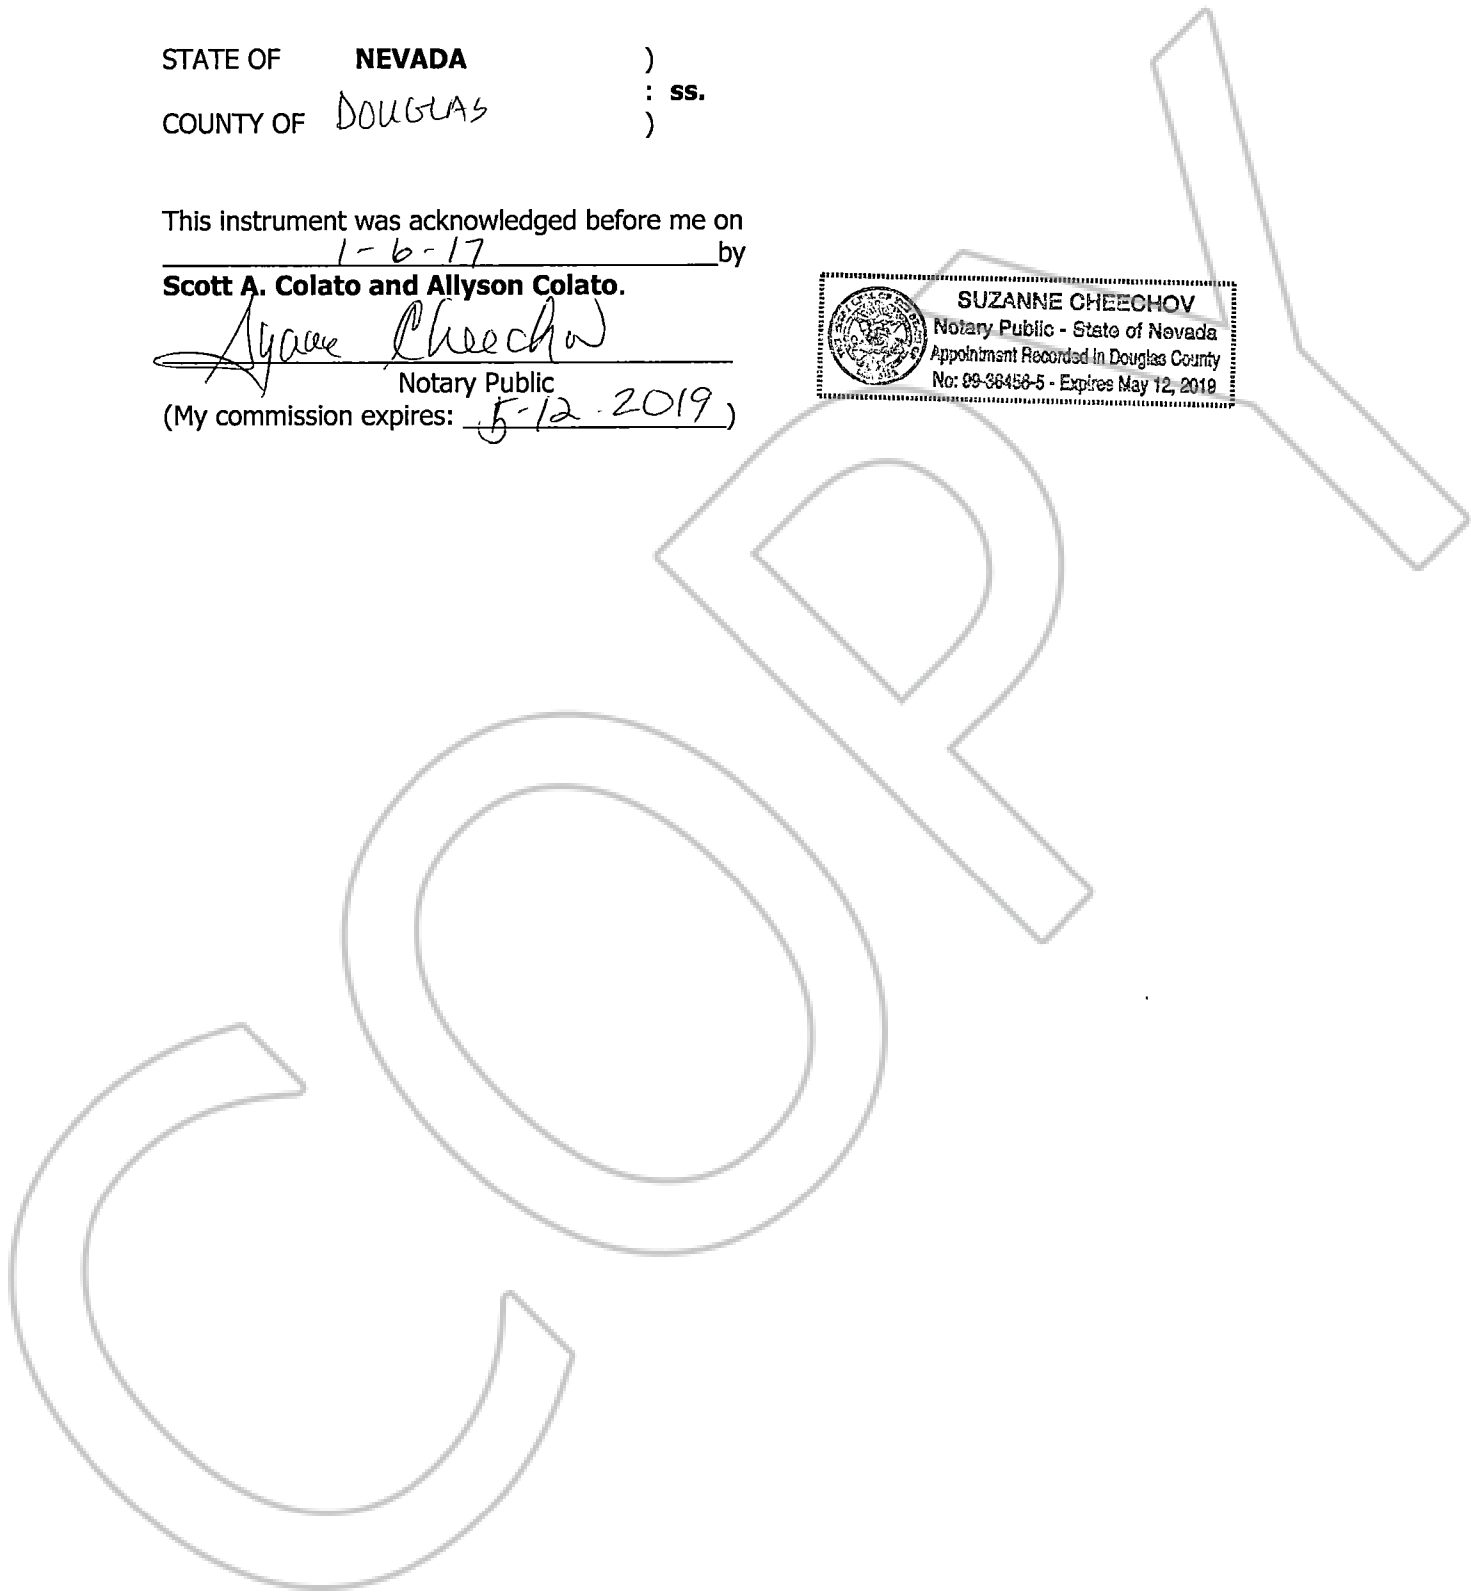 STATE OF NEVADA )
: ss.
COUNTY OF DOUGLAS )
This instrument was acknowledged before me on
1-6-17 by
Scott A. Colato and Allyson Colato.
Suzanne Cheechov
Notary Public
(My commission expires: 5-12-2019)
SUZANNE CHEECHOV
Notary Public - State of Nevada
Appointment Recorded in Douglas County
No: 99-36456-5 - Expires May 12, 2019
COPY